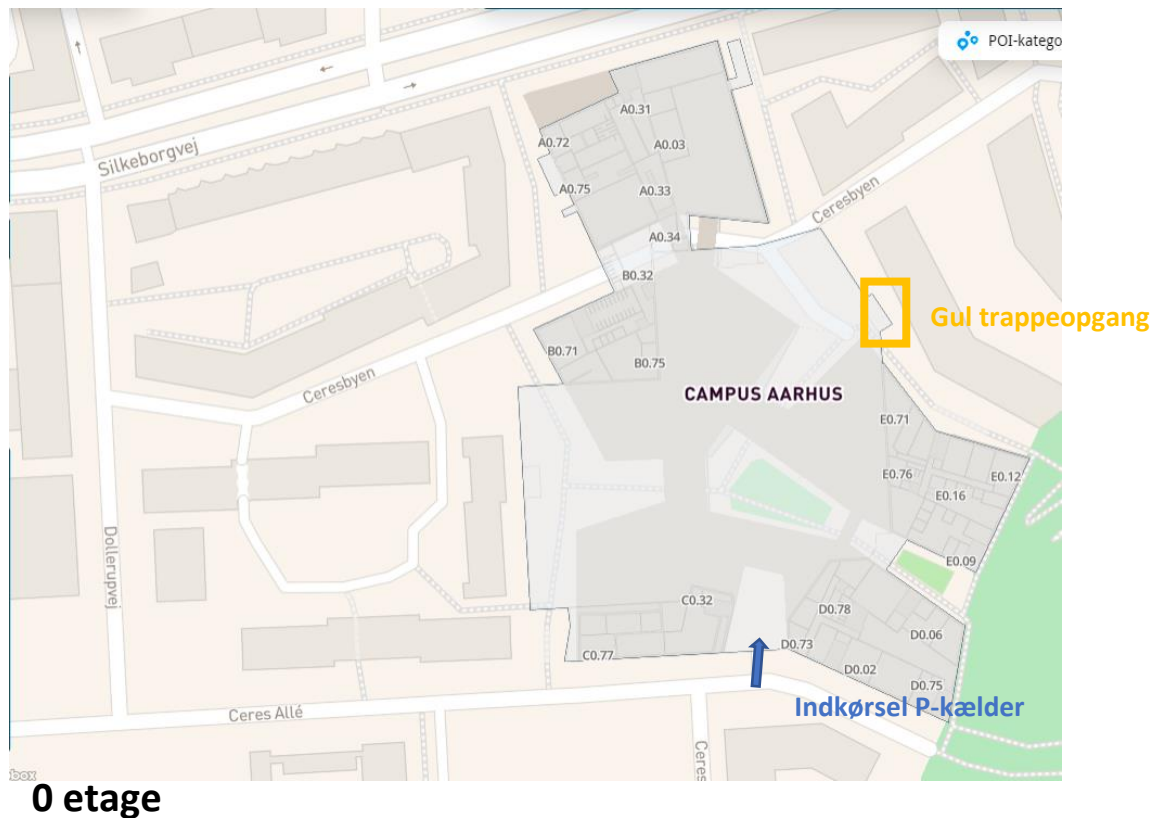 POI-katego
A0.31
A0.72
A0.03
Silkeborgvej
A0.75
A0.33
Ceresbyen
A0.34
B0.32
Gul trappeopgang
B0.71
B0.75
Ceresbyen
CAMPUS AARHUS
E0.71
E0.76
E0.12
E0.16
Dollerupvej
E0.09
C0.32
D0.78
D0.06
D0.73
C0.77
D0.02
D0.75
Indkørsel P-kælder
Ceres Allé
Ceres
box
0 etage